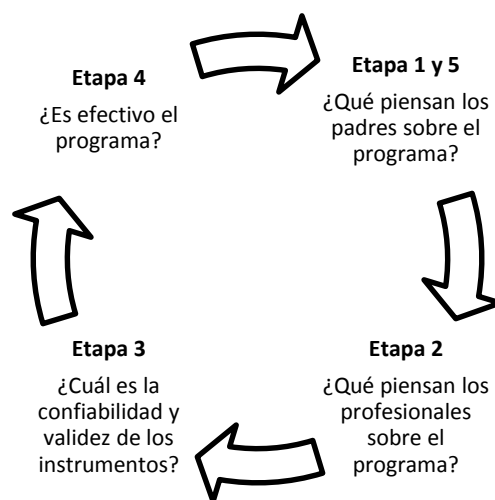 Etapa 4
¿Es efectivo el
programa?
Etapa 1 y 5
¿Qué piensan los
padres sobre el
programa?
Etapa 3
¿Cuál es la
confiabilidad y
validez de los
instrumentos?
Etapa 2
¿Qué piensan los
profesionales
sobre el
programa?